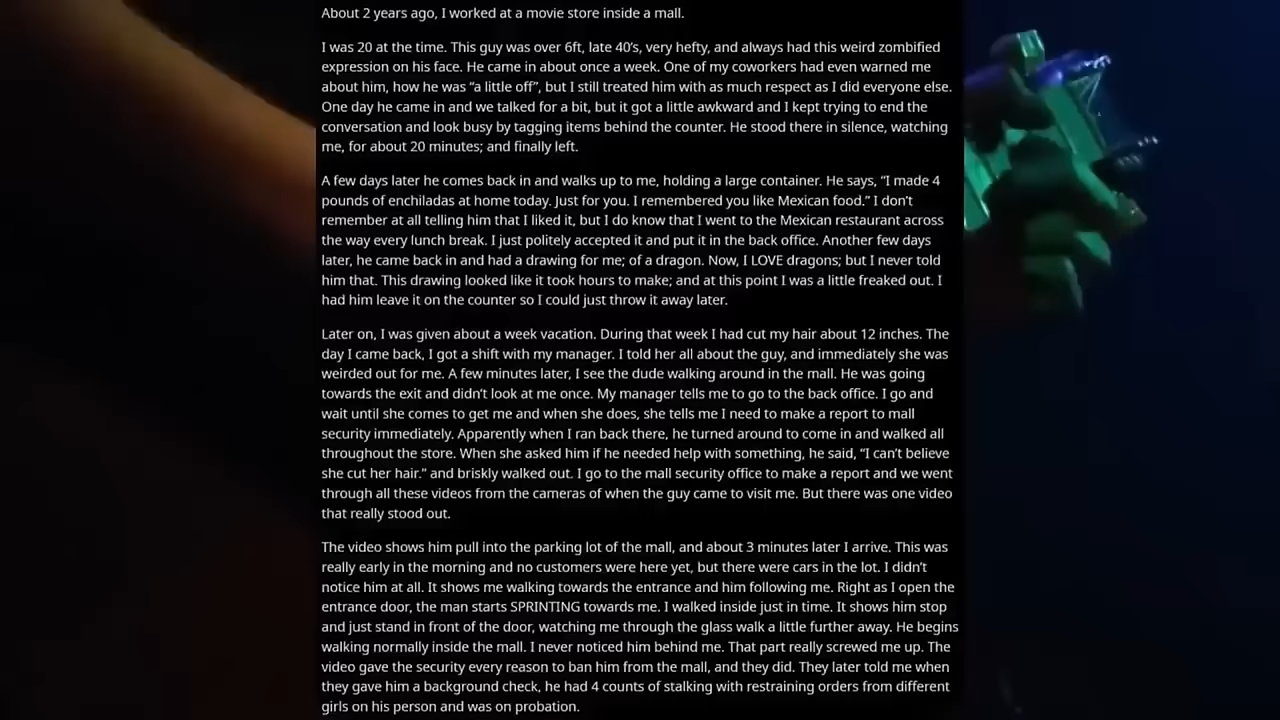 About 2 years ago, I worked at a movie store inside a mall.
I was 20 at the time. This guy was over 6ft, late 40's, very hefty, and always had this weird zombified
expression on his face. He came in about once a week. One of my coworkers had even warned me
about him, how he was “a little off”, but I still treated him with as much respect as I did everyone else.
One day he came in and we talked for a bit, but it got a little awkward and I kept trying to end the
conversation and look busy by tagging items behind the counter. He stood there in silence, watching
me, for about 20 minutes; and finally left.
A few days later he comes back in and walks up to me, holding a large container. He says, “I made 4
pounds of enchiladas at home today. Just for you. I remembered you like Mexican food.” I don't
remember at all telling him that I liked it, but I do know that I went to the Mexican restaurant across
the way every lunch break. I just politely accepted it and put it in the back office. Another few days
later, he came back in and had a drawing for me; of a dragon. Now, I LOVE dragons; but I never told
him that. This drawing looked like it took hours to make; and at this point I was a little freaked out. I
had him leave it on the counter so I could just throw it away later.
Later on, I was given about a week vacation. During that week I had cut my hair about 12 inches. The
day I came back, I got a shift with my manager. I told her all about the guy, and immediately she was
weirded out for me. A few minutes later, I see the dude walking around in the mall. He was going
towards the exit and didn't look at me once. My manager tells me to go to the back office. I go and
wait until she comes to get me and when she does, she tells me I need to make a report to mall
security immediately. Apparently when I ran back there, he turned around to come in and walked all
throughout the store. When she asked him if he needed help with something, he said, “I can't believe
she cut her hair.” and briskly walked out. I go to the mall security office to make a report and we went
through all these videos from the cameras of when the guy came to visit me. But there was one video
that really stood out.
The video shows him pull into the parking lot of the mall, and about 3 minutes later I arrive. This was
really early in the morning and no customers were here yet, but there were cars in the lot. I didn't
notice him at all. It shows me walking towards the entrance and him following me. Right as I open the
entrance door, the man starts SPRINTING towards me. I walked inside just in time. It shows him stop
and just stand in front of the door, watching me through the glass walk a little further away. He begins
walking normally inside the mall. I never noticed him behind me. That part really screwed me up. The
video gave the security every reason to ban him from the mall, and they did. They later told me when
they gave him a background check, he had 4 counts of stalking with restraining orders from different
girls on his person and was on probation.